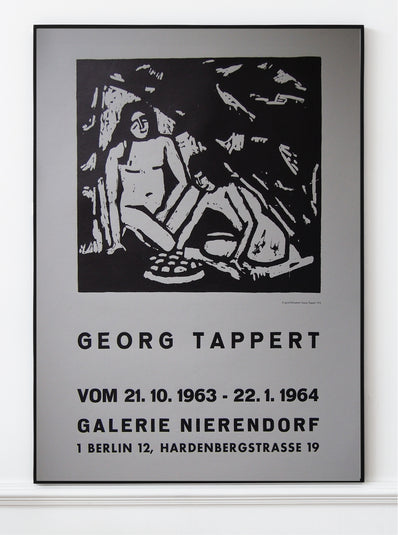 GEORG TAPPERT
VOM 21. 10. 1963 - 22. 1. 1964
GALERIE NIERENDORF
1 BERLIN 12, HARDENBERGSTRASSE 19